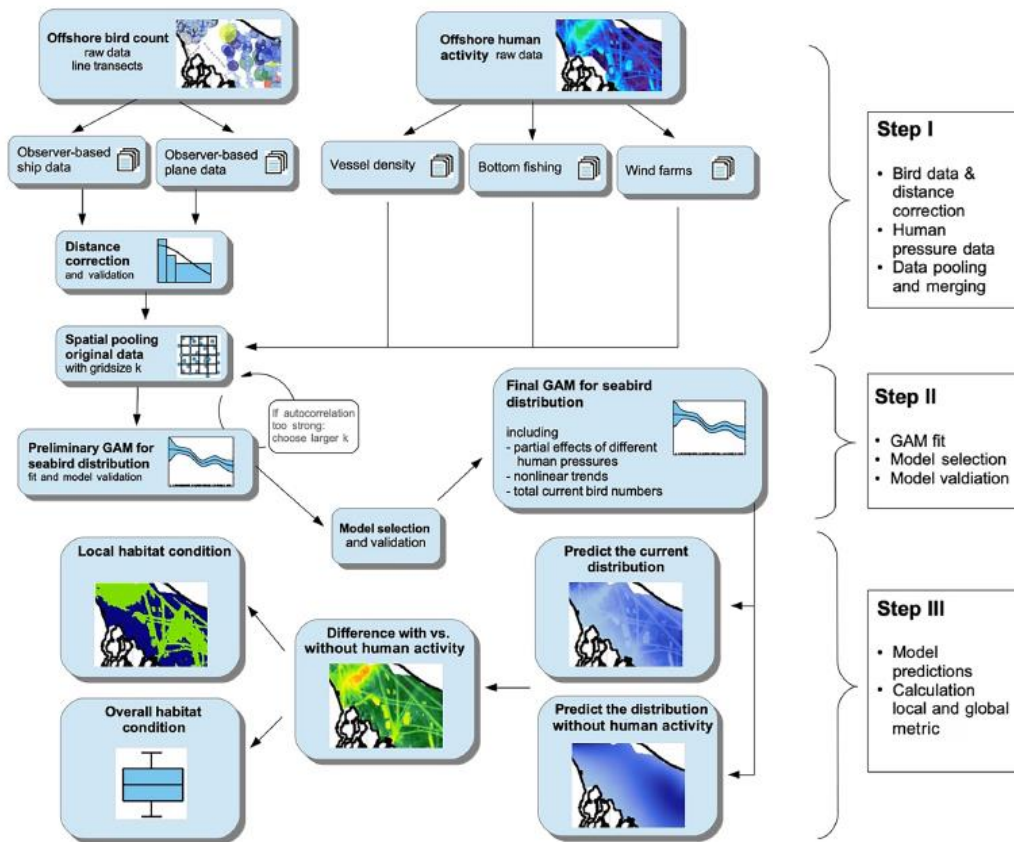 Offshore bird count
raw data
line transects
Offshore human
activity raw data
Observer-based
ship data
Observer-based
plane data
Vessel density
Bottom fishing
Wind farms
Distance
correction
and validation
Spatial pooling
original data
with gridsize k
If autocorrelation
too strong:
choose larger k
Preliminary GAM for
seabird distribution
fit and model validation
Model selection
and validation
Final GAM for seabird
distribution
including
- partial effects of different
human pressures
- nonlinear trends
- total current bird numbers
Local habitat condition
Overall habitat
condition
Difference with vs.
without human activity
Predict the current
distribution
Predict the distribution
without human activity
Step I
• Bird data &
distance
correction
• Human
pressure data
• Data pooling
and merging
Step II
• GAM fit
• Model selection
• Model valdiation
Step III
• Model
predictions
• Calculation
local and global
metric